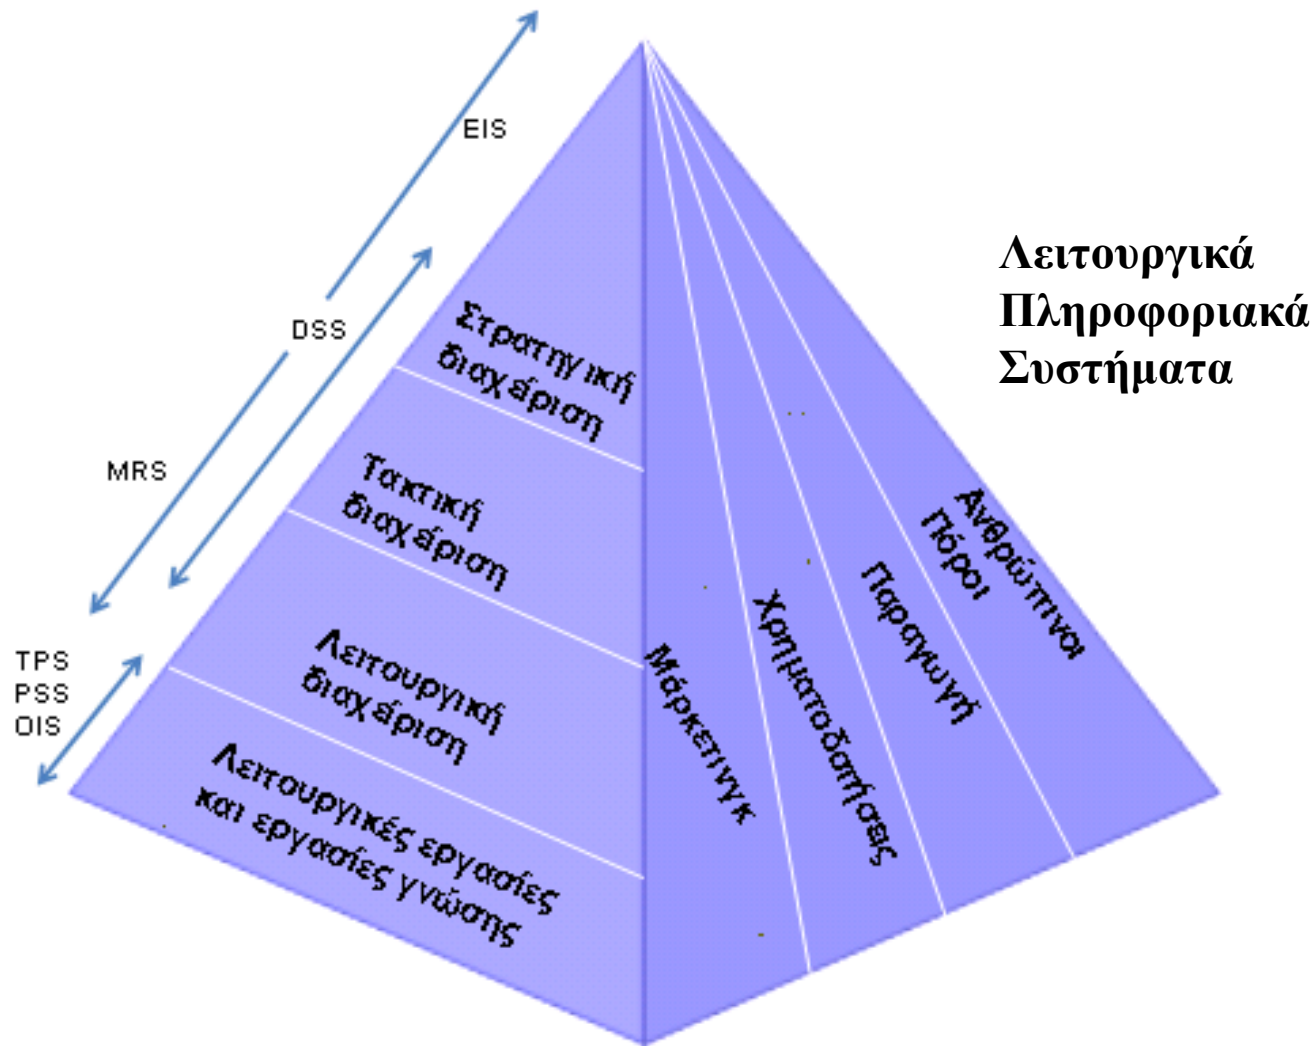 EIS
DSS
MRS
TPS
PSS
OIS
Στρατηγική
διαχείριση
Τακτική
διαχείριση
Λειτουργική
διαχείριση
Λειτουργικές εργασίες
και εργασίες γνώσης
Μάρκετινγκ
Χρηματοδοτήσεις
Παραγωγή
Ανθρώπινοι
Πόροι
Λειτουργικά
Πληροφοριακά
Συστήματα